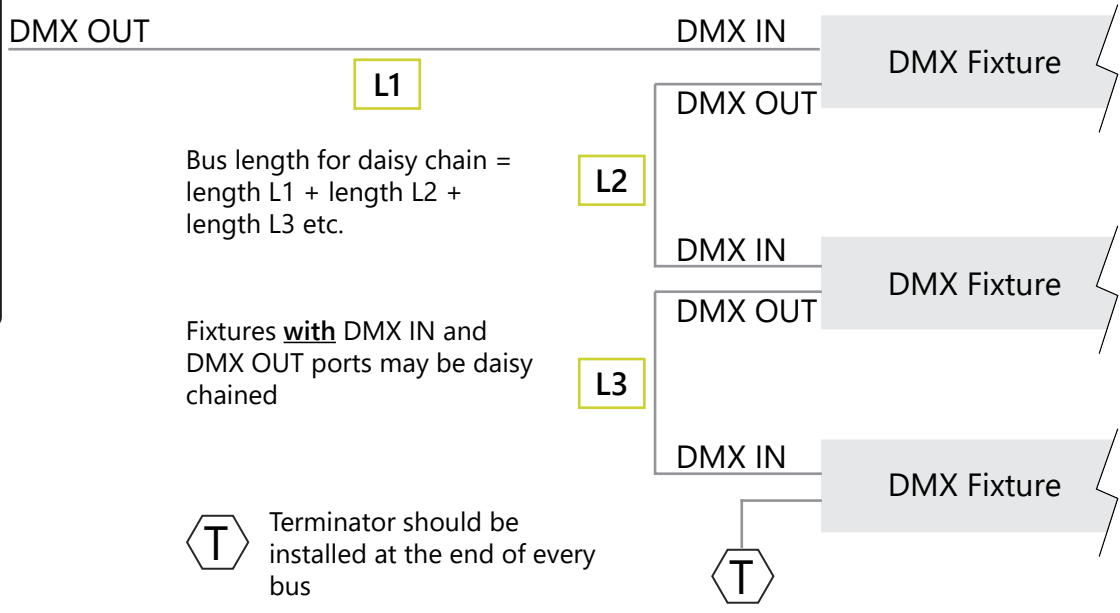 DMX OUT
DMX IN
DMX Fixture
L1
DMX OUT
Bus length for daisy chain =
length L1 + length L2 +
length L3 etc.
L2
DMX IN
DMX Fixture
DMX OUT
Fixtures with DMX IN and
DMX OUT ports may be daisy
chained
L3
DMX IN
DMX Fixture
T
Terminator should be
installed at the end of every
bus
T